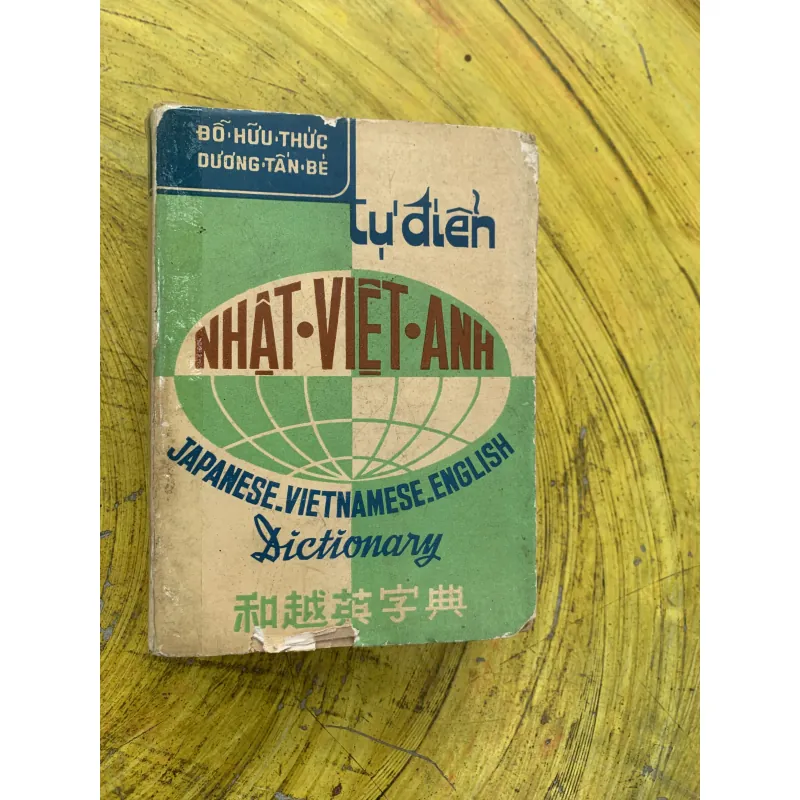 ĐỖ·HỮU·THỨC
DƯƠNG·TẤN·BẺ
tự điển
NHẬT·VIỆT·ANH
JAPANESE-VIETNAMESE-ENGLISH
Dictionary
和越英字典